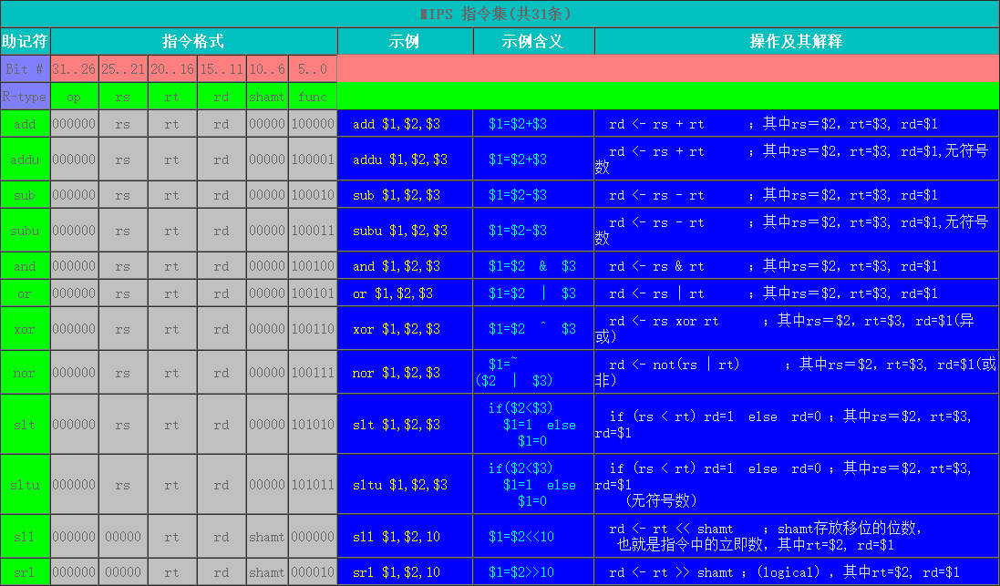 MIPS 指令集(共31条)
助记符 指令格式 示例 示例含义 操作及其解释
Bit # 31..26 25..21 20..16 15..11 10..6 5..0
R-type op rs rt rd shamt func
add 000000 rs rt rd 00000 100000 add $1,$2,$3 $1=$2+$3 rd <- rs + rt ；其中rs＝$2，rt=$3, rd=$1
addu 000000 rs rt rd 00000 100001 addu $1,$2,$3 $1=$2+$3 rd <- rs + rt ；其中rs＝$2，rt=$3, rd=$1,无符号
数
sub 000000 rs rt rd 00000 100010 sub $1,$2,$3 $1=$2-$3 rd <- rs - rt ；其中rs＝$2，rt=$3, rd=$1
subu 000000 rs rt rd 00000 100011 subu $1,$2,$3 $1=$2-$3 rd <- rs - rt ；其中rs＝$2，rt=$3, rd=$1,无符号
数
and 000000 rs rt rd 00000 100100 and $1,$2,$3 $1=$2 & $3 rd <- rs & rt ；其中rs＝$2，rt=$3, rd=$1
or 000000 rs rt rd 00000 100101 or $1,$2,$3 $1=$2 | $3 rd <- rs | rt ；其中rs＝$2，rt=$3, rd=$1
xor 000000 rs rt rd 00000 100110 xor $1,$2,$3 $1=$2 ^ $3 rd <- rs xor rt ；其中rs＝$2，rt=$3, rd=$1(异
或)
nor 000000 rs rt rd 00000 100111 nor $1,$2,$3 $1=~
($2 | $3) rd <- not(rs | rt) ；其中rs＝$2，rt=$3, rd=$1(或
非)
slt 000000 rs rt rd 00000 101010 slt $1,$2,$3 if($2<$3)
$1=1 else
$1=0 if (rs < rt) rd=1 else rd=0 ；其中rs＝$2，rt=$3,
rd=$1
sltu 000000 rs rt rd 00000 101011 sltu $1,$2,$3 if($2<$3)
$1=1 else
$1=0 if (rs < rt) rd=1 else rd=0 ；其中rs＝$2，rt=$3,
rd=$1
(无符号数)
sll 000000 00000 rt rd shamt 000000 sll $1,$2,10 $1=$2<<10 rd <- rt << shamt ；shamt存放移位的位数，
也就是指令中的立即数，其中rt=$2, rd=$1
srl 000000 00000 rt rd shamt 000010 srl $1,$2,10 $1=$2>>10 rd <- rt >> shamt ；(logical) ，其中rt=$2, rd=$1